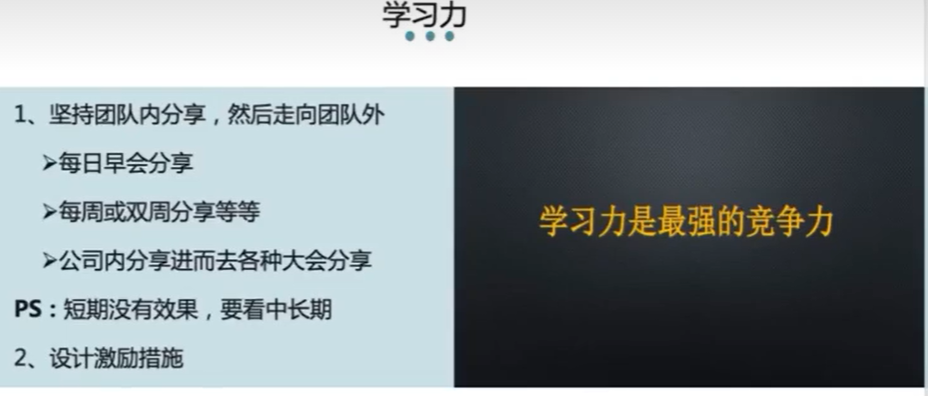 学习力
1、坚持团队内分享，然后走向团队外
➢每日早会分享
➢每周或双周分享等等
➢公司内分享进而去各种大会分享
PS：短期没有效果，要看中长期
2、设计激励措施
学习力是最强的竞争力